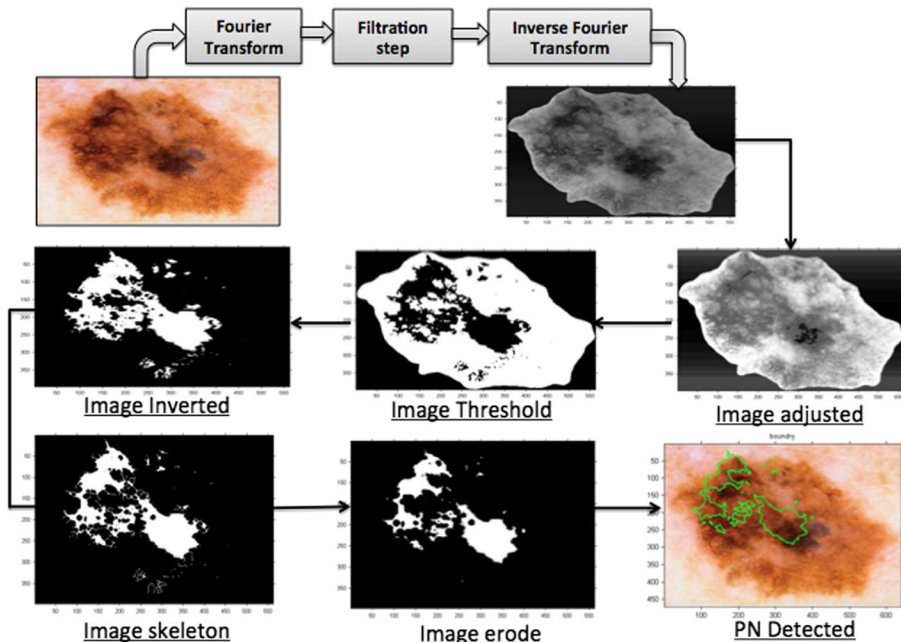 Fourier
Transform
Filtration
step
Inverse Fourier
Transform
Image Inverted
Image Threshold
Image adjusted
boundry
Image skeleton
Image erode
PN Detected